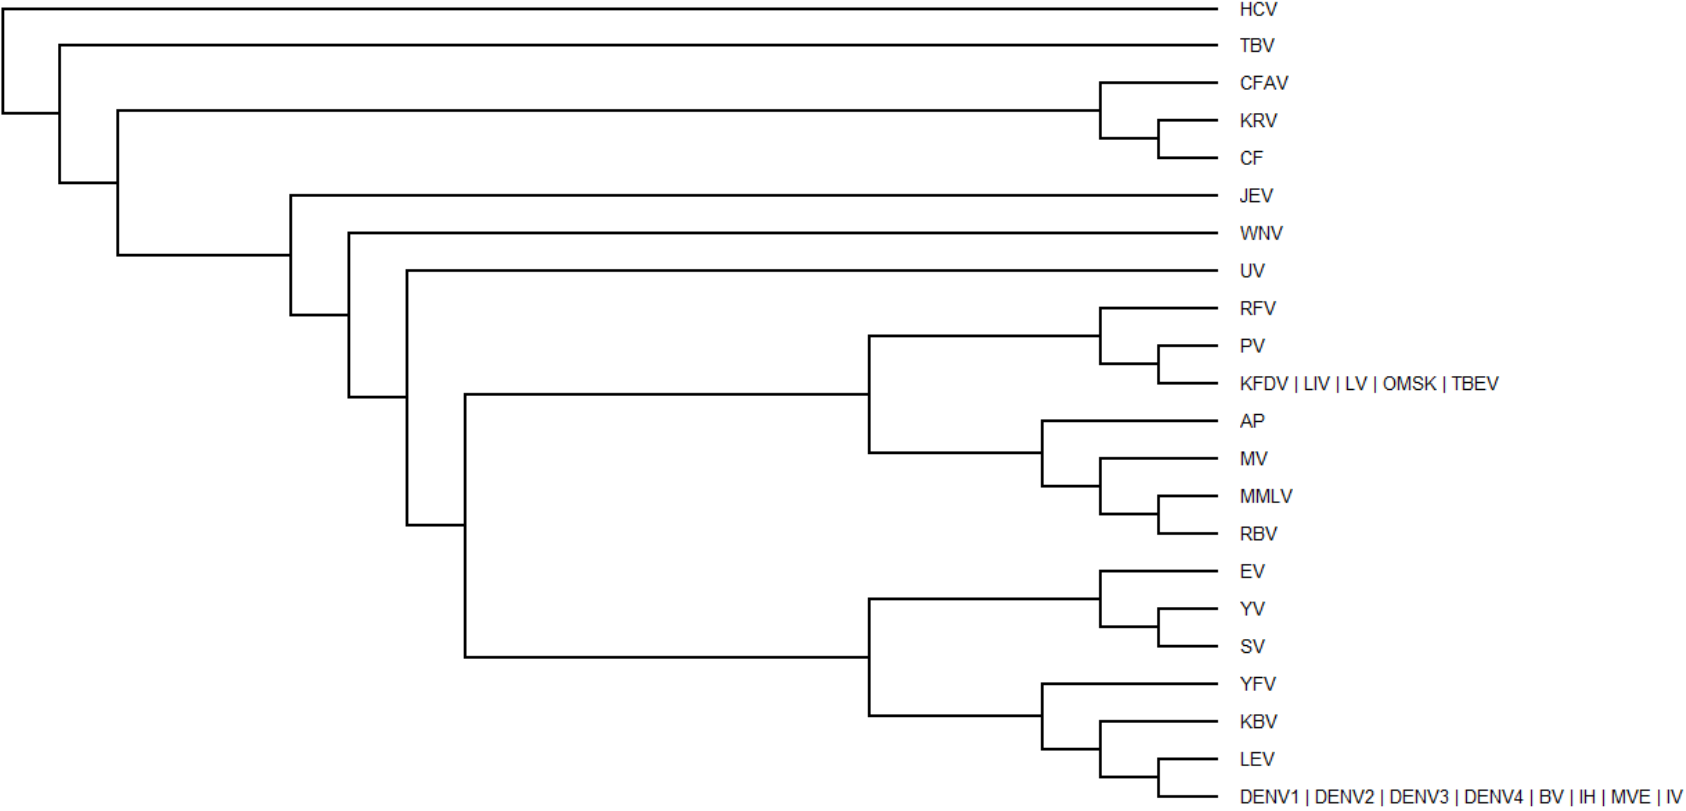 HCV
TBV
CFAV
KRV
CF
JEV
WNV
UV
RFV
PV
KFDV | LIV | LV | OMSK | TBEV
AP
MV
MMLV
RBV
EV
YV
SV
YFV
KBV
LEV
DENV1 | DENV2 | DENV3 | DENV4 | BV | IH | MVE | IV